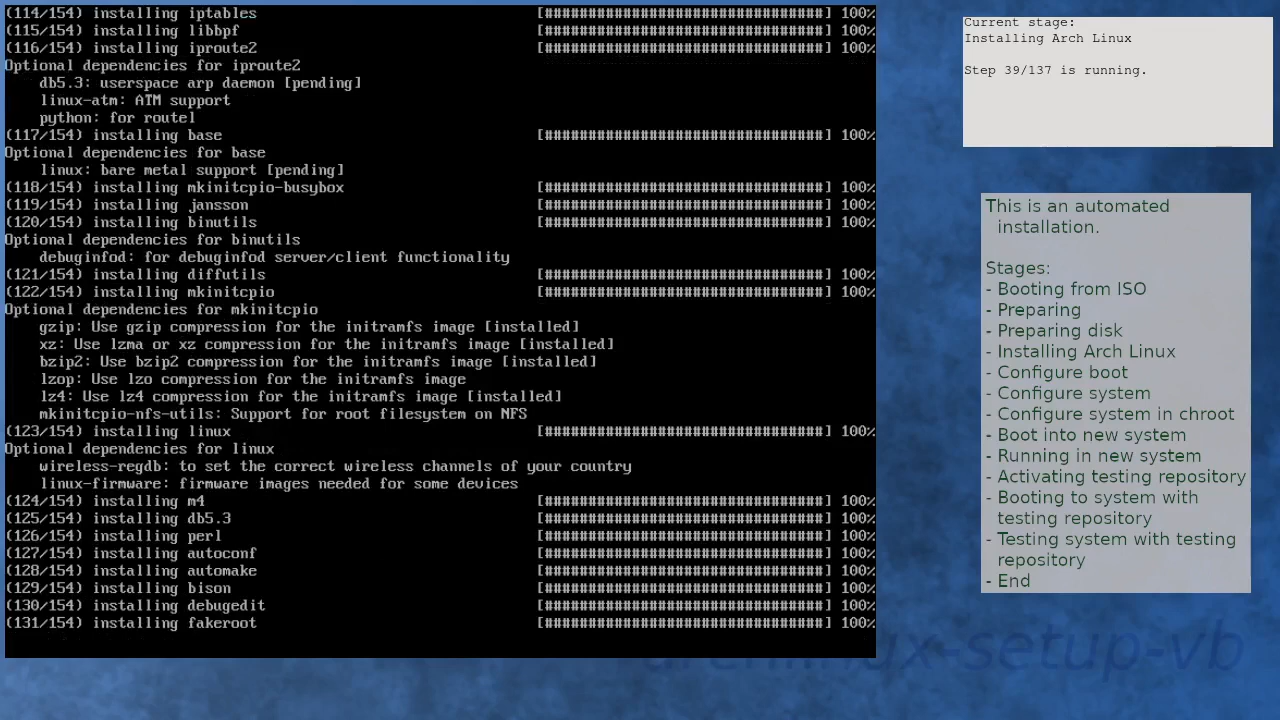 (114/154) installing iptables [################################] 100%
(115/154) installing libbpf [################################] 100%
(116/154) installing iproute2 [################################] 100%
Optional dependencies for iproute2
db5.3: userspace arp daemon [pending]
linux-atm: ATM support
python: for routel
(117/154) installing base [################################] 100%
Optional dependencies for base
linux: bare metal support [pending]
(118/154) installing mkinitcpio-busybox [################################] 100%
(119/154) installing jansson [################################] 100%
(120/154) installing binutils [################################] 100%
Optional dependencies for binutils
debuginfod: for debuginfod server/client functionality
(121/154) installing diffutils [################################] 100%
(122/154) installing mkinitcpio [################################] 100%
Optional dependencies for mkinitcpio
gzip: Use gzip compression for the initramfs image [installed]
xz: Use lzma or xz compression for the initramfs image [installed]
bzip2: Use bzip2 compression for the initramfs image [installed]
lzop: Use lzo compression for the initramfs image
lz4: Use lz4 compression for the initramfs image [installed]
mkinitcpio-nfs-utils: Support for root filesystem on NFS
(123/154) installing linux [################################] 100%
Optional dependencies for linux
wireless-regdb: to set the correct wireless channels of your country
linux-firmware: firmware images needed for some devices
(124/154) installing m4 [################################] 100%
(125/154) installing db5.3 [################################] 100%
(126/154) installing perl [################################] 100%
(127/154) installing autoconf [################################] 100%
(128/154) installing automake [################################] 100%
(129/154) installing bison [################################] 100%
(130/154) installing debugedit [################################] 100%
(131/154) installing fakeroot [################################] 100%
Current stage:
Installing Arch Linux
Step 39/137 is running.
This is an automated
installation.
Stages:
- Booting from ISO
- Preparing
- Preparing disk
- Installing Arch Linux
- Configure boot
- Configure system
- Configure system in chroot
- Boot into new system
- Running in new system
- Activating testing repository
- Booting to system with
testing repository
- Testing system with testing
repository
- End